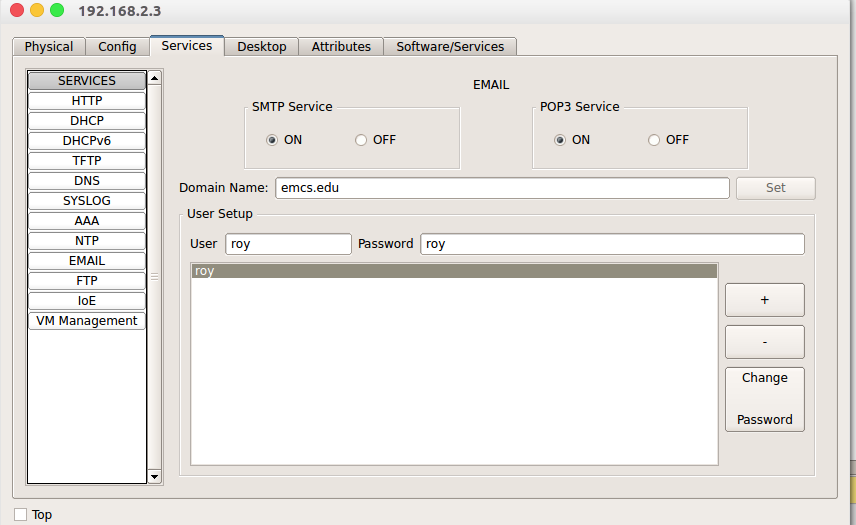 192.168.2.3
Physical Config Services Desktop Attributes Software/Services
SERVICES
HTTP
DHCP
DHCPv6
TFTP
DNS
SYSLOG
AAA
NTP
EMAIL
FTP
IoE
VM Management
EMAIL
SMTP Service
ON OFF
POP3 Service
ON OFF
Domain Name: emcs.edu Set
User Setup
User roy Password roy
roy
+
-
Change
Password
Top